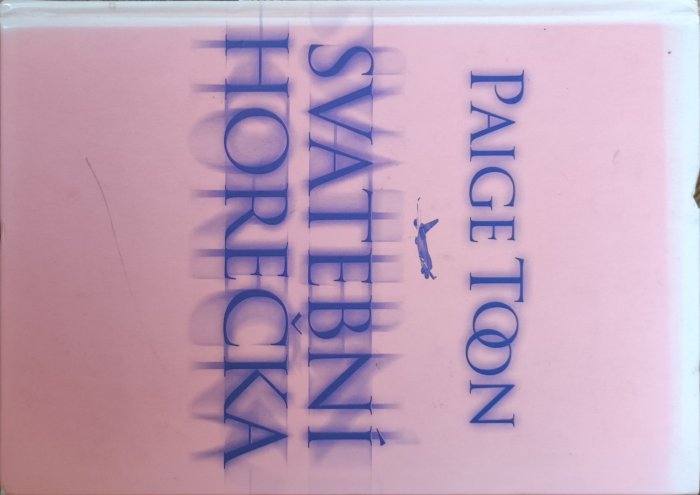 PAIGE TOON
SVATEBNÍ
HOREČKA